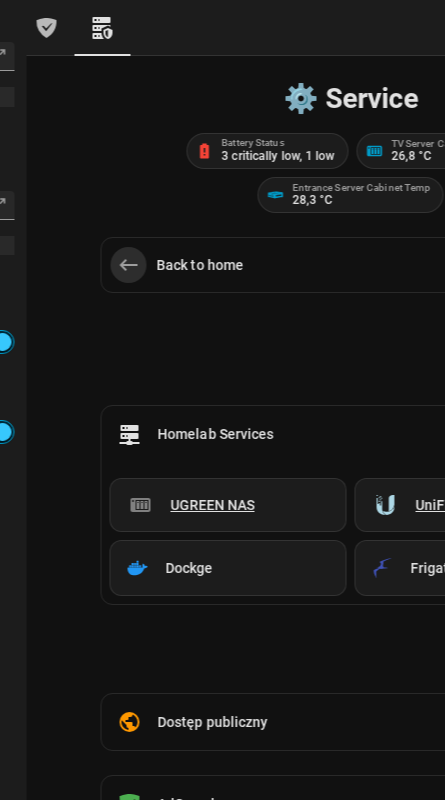 Service
Battery Status
3 critically low, 1 low
TV Server C
26,8 °C
Entrance Server Cabinet Temp
28,3 °C
Back to home
Homelab Services
UGREEN NAS
UniF
Dockge
Frigat
Dostęp publiczny